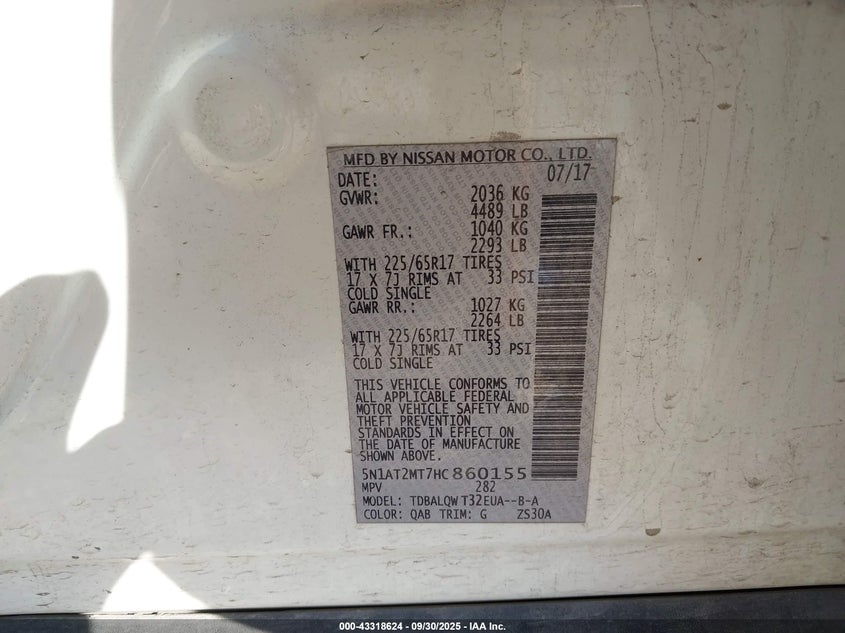 MFD BY NISSAN MOTOR CO., LTD.
DATE: 07/17
GVWR: 2036 KG
4489 LB
GAWR FR.: 1040 KG
2293 LB
WITH 225/65R17 TIRES
17 X 7J RIMS AT 33 PSI
COLD SINGLE
GAWR RR.: 1027 KG
2264 LB
WITH 225/65R17 TIRES
17 X 7J RIMS AT 33 PSI
COLD SINGLE
THIS VEHICLE CONFORMS TO
ALL APPLICABLE FEDERAL
MOTOR VEHICLE SAFETY AND
THEFT PREVENTION
STANDARDS IN EFFECT ON
THE DATE OF MANUFACTURE
SHOWN ABOVE.
5N1AT2MT7HC860155
MPV 282
MODEL: TDBALQW T32EUA--B-A
COLOR: QAB TRIM: G ZS30A
000-43318624 - 09/30/2025 - IAA Inc.